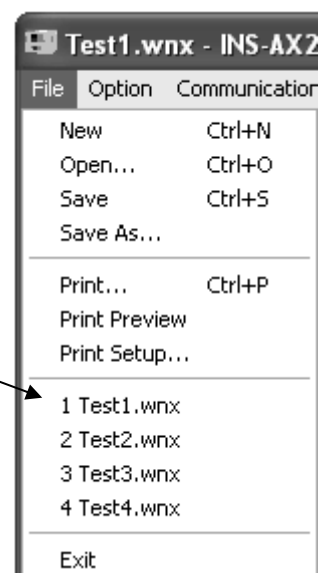 Test1.wnx - INS-AX2
File Option Communication
New Ctrl+N
Open... Ctrl+O
Save Ctrl+S
Save As...
Print... Ctrl+P
Print Preview
Print Setup...
1 Test1.wnx
2 Test2.wnx
3 Test3.wnx
4 Test4.wnx
Exit